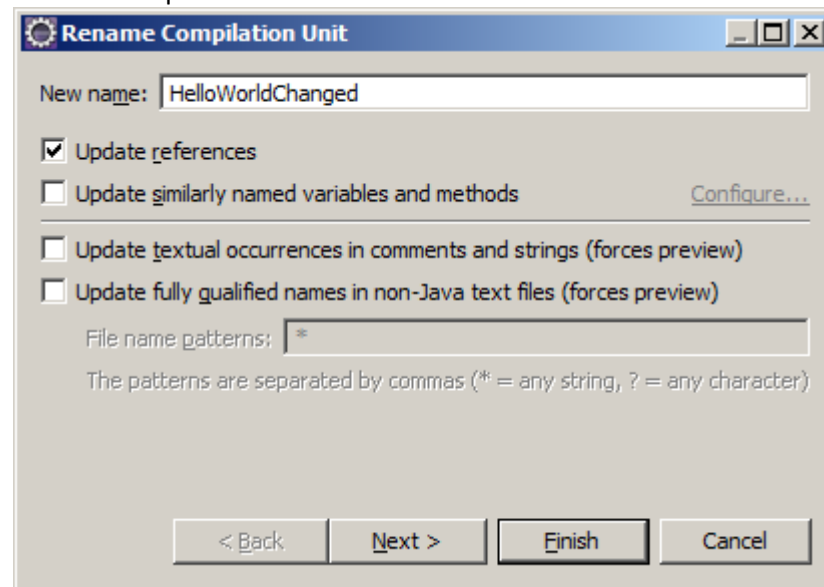 Rename Compilation Unit
New name: HelloWorldChanged
Update references
Update similarly named variables and methods Configure...
Update textual occurrences in comments and strings (forces preview)
Update fully qualified names in non-Java text files (forces preview)
File name patterns: *
The patterns are separated by commas (* = any string, ? = any character)
< Back Next > Finish Cancel